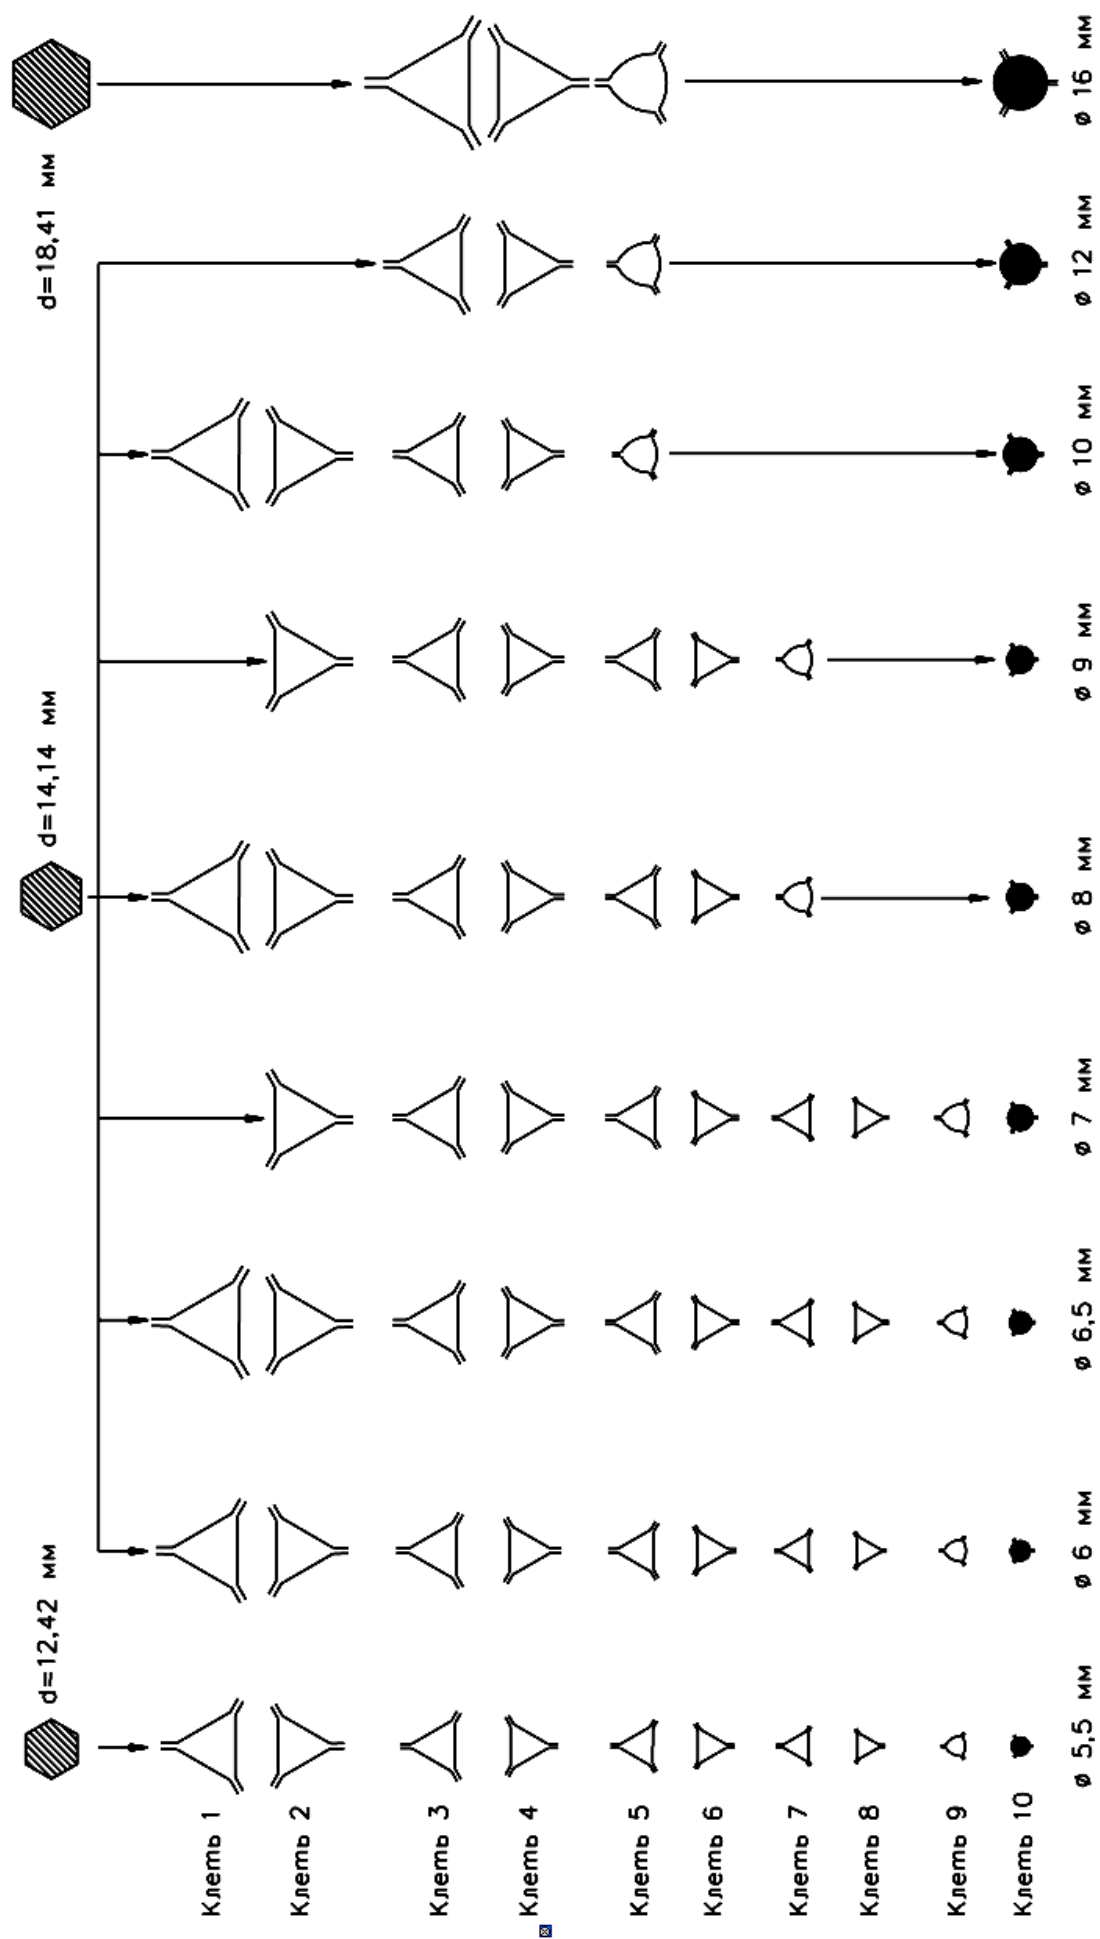 d=12,42 мм
d=14,14 мм
d=18,41 мм
Клеть 1
Клеть 2
Клеть 3
Клеть 4
Клеть 5
Клеть 6
Клеть 7
Клеть 8
Клеть 9
Клеть 10
ø 5,5 мм
ø 6 мм
ø 6,5 мм
ø 7 мм
ø 8 мм
ø 9 мм
ø 10 мм
ø 12 мм
ø 16 мм